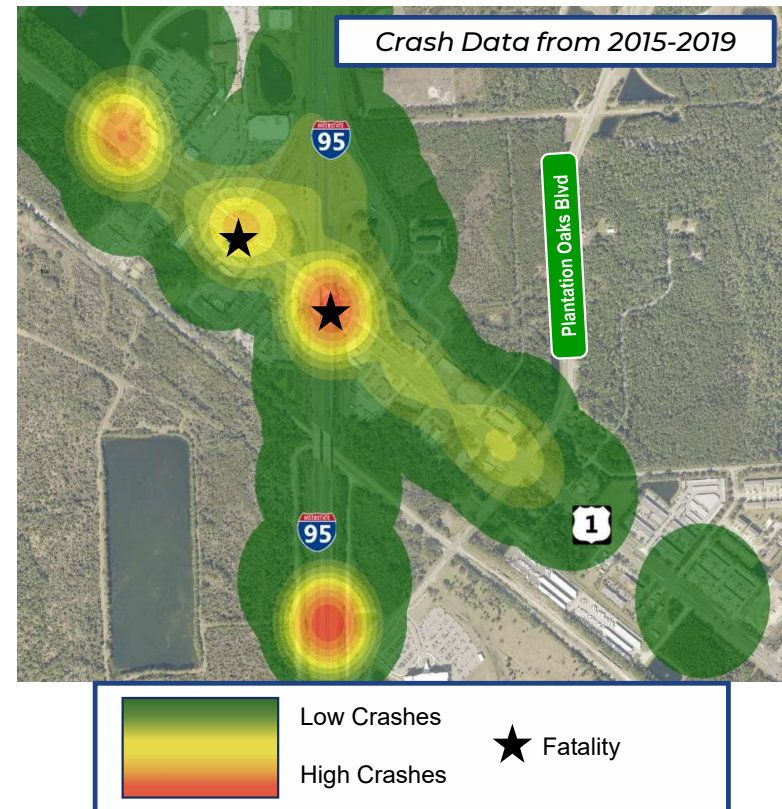 Crash Data from 2015-2019
INTERSTATE
95
Plantation Oaks Blvd
INTERSTATE
95
1
Low Crashes
Fatality
High Crashes